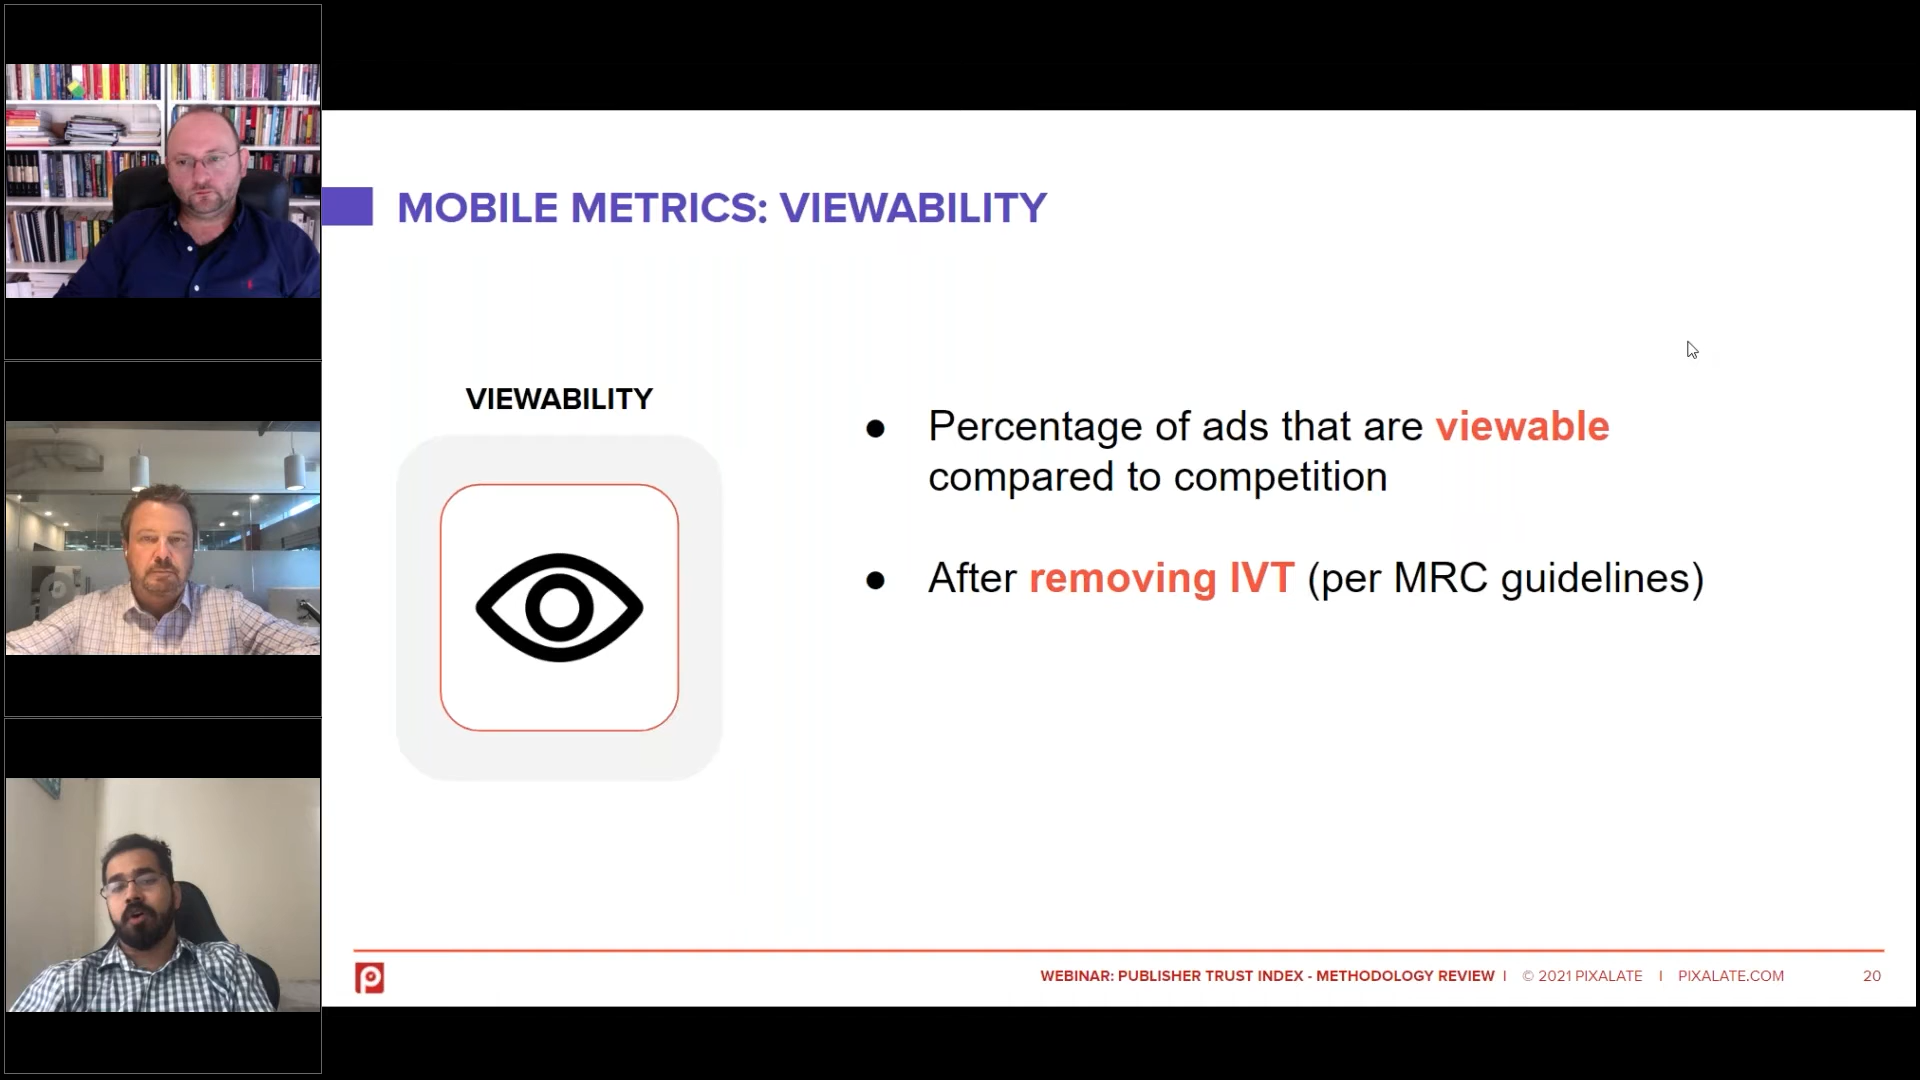 MOBILE METRICS: VIEWABILITY
VIEWABILITY
● Percentage of ads that are viewable
compared to competition
● After removing IVT (per MRC guidelines)
WEBINAR: PUBLISHER TRUST INDEX - METHODOLOGY REVIEW I © 2021 PIXALATE I PIXALATE.COM 20